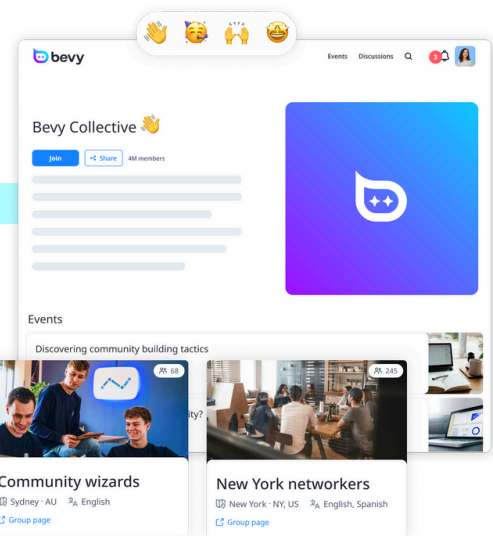 bevy
Events Discussions 3
Bevy Collective
Join Share 4M members
Events
Discovering community building tactics
68
245
ity?
Community wizards
Sydney · AU English
Group page
New York networkers
New York · NY, US English, Spanish
Group page